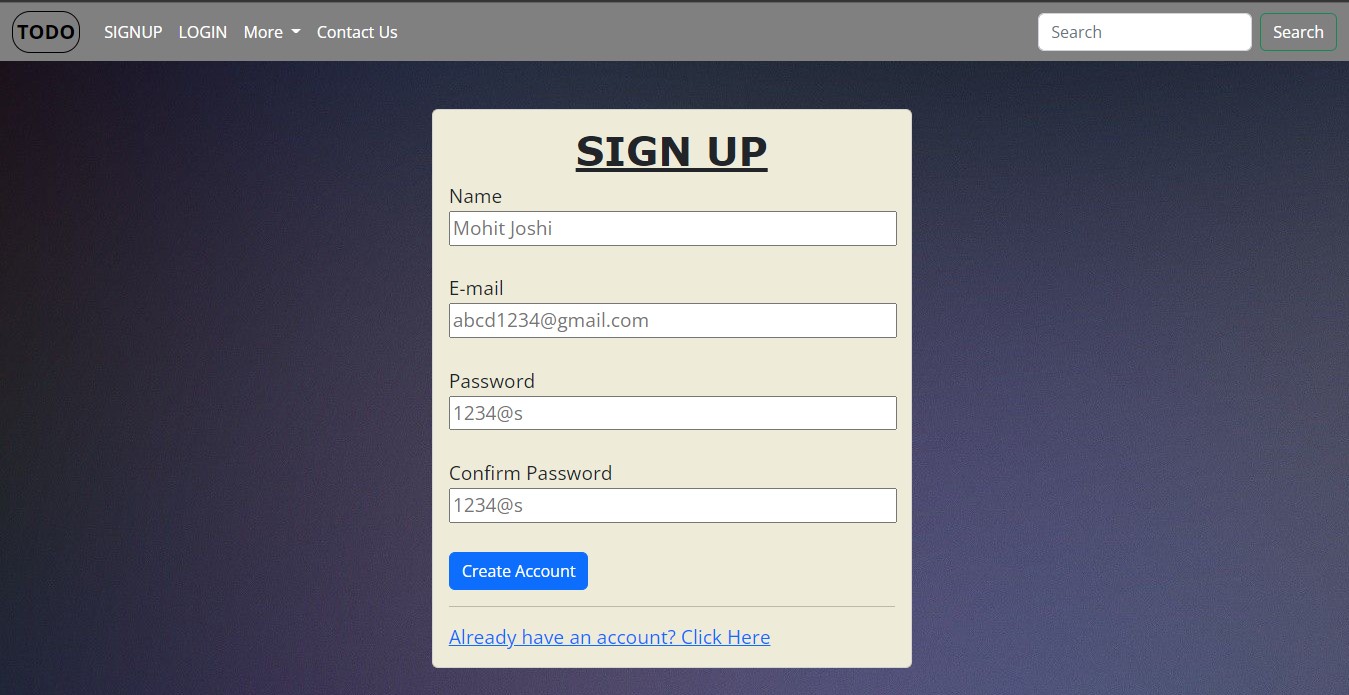 TODO SIGNUP LOGIN More Contact Us Search Search
SIGN UP
Name
Mohit Joshi
E-mail
abcd1234@gmail.com
Password
1234@s
Confirm Password
1234@s
Create Account
Already have an account? Click Here